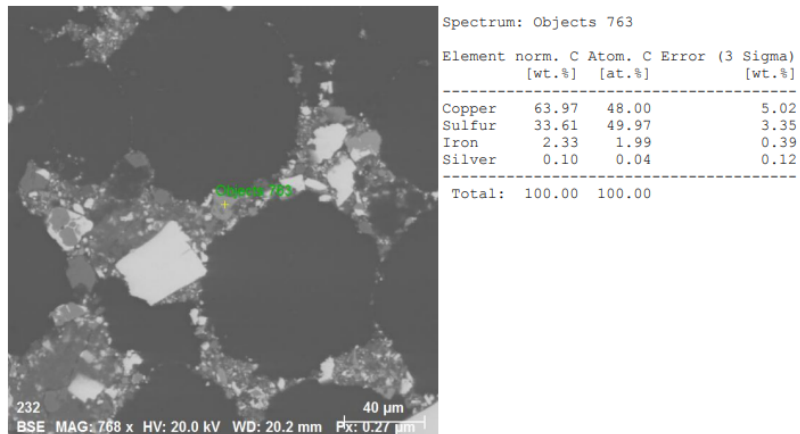 Spectrum: Objects 763
Element norm. C Atom. C Error (3 Sigma)
[wt.%] [at.%] [wt.%]
----------------------------------------
Copper 63.97 48.00 5.02
Sulfur 33.61 49.97 3.35
Iron 2.33 1.99 0.39
Silver 0.10 0.04 0.12
----------------------------------------
Total: 100.00 100.00
Objects 763
232
40 µm
BSE MAG: 768 x HV: 20.0 kV WD: 20.2 mm Px: 0.27 µm